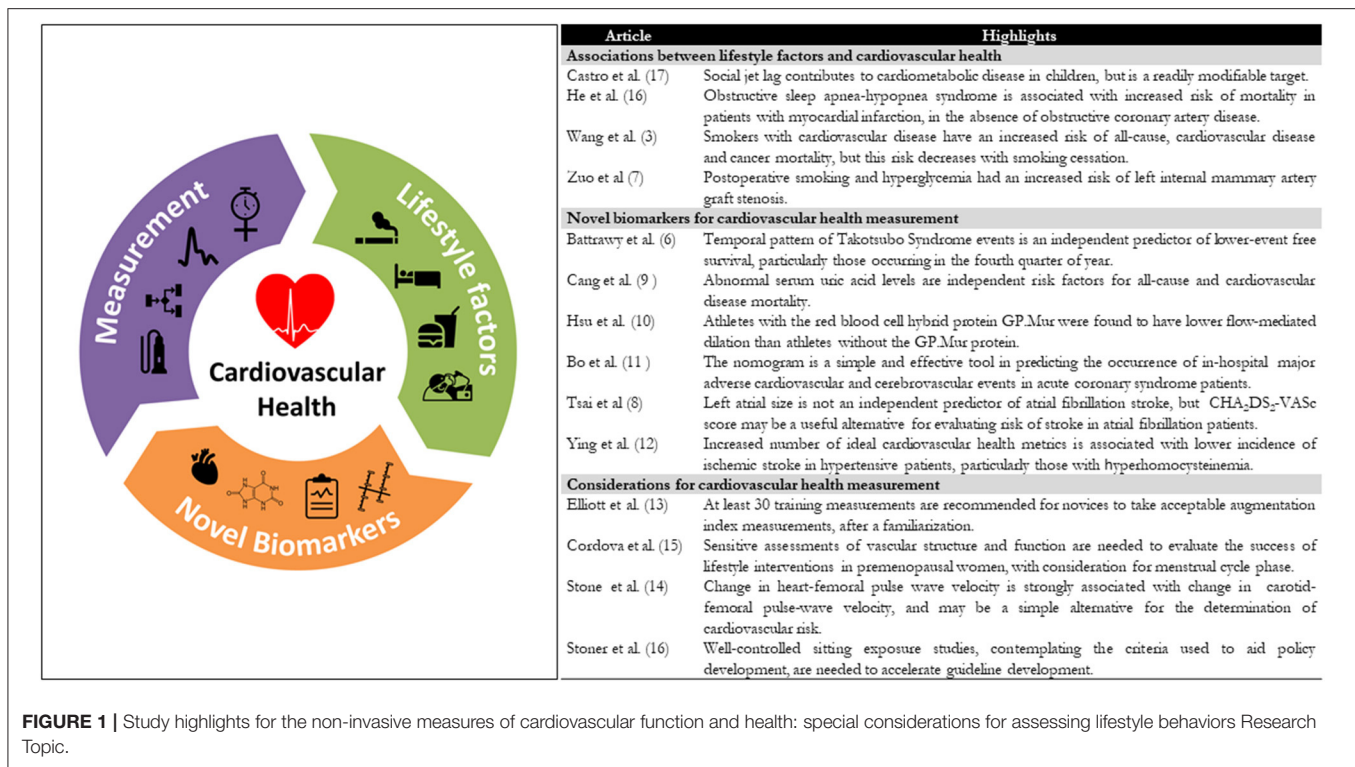 Measurement
Lifestyle factors
Cardiovascular
Health
Novel Biomarkers
Article Highlights
Associations between lifestyle factors and cardiovascular health
Castro et al. (17) Social jet lag contributes to cardiometabolic disease in children, but is a readily modifiable target.
He et al. (16) Obstructive sleep apnea-hypopnea syndrome is associated with increased risk of mortality in
patients with myocardial infarction, in the absence of obstructive coronary artery disease.
Wang et al. (3) Smokers with cardiovascular disease have an increased risk of all-cause, cardiovascular disease
and cancer mortality, but this risk decreases with smoking cessation.
Zuo et al (7) Postoperative smoking and hyperglycemia had an increased risk of left internal mammary artery
graft stenosis.
Novel biomarkers for cardiovascular health measurement
Battrawy et al. (6) Temporal pattern of Takotsubo Syndrome events is an independent predictor of lower-event free
survival, particularly those occurring in the fourth quarter of year.
Cang et al. (9 ) Abnormal serum uric acid levels are independent risk factors for all-cause and cardiovascular
disease mortality.
Hsu et al. (10) Athletes with the red blood cell hybrid protein GP.Mur were found to have lower flow-mediated
dilation than athletes without the GP.Mur protein.
Bo et al. (11 ) The nomogram is a simple and effective tool in predicting the occurrence of in-hospital major
adverse cardiovascular and cerebrovascular events in acute coronary syndrome patients.
Tsai et al (8) Left atrial size is not an independent predictor of atrial fibrillation stroke, but CHA₂DS₂-VASc
score may be a useful alternative for evaluating risk of stroke in atrial fibrillation patients.
Ying et al. (12) Increased number of ideal cardiovascular health metrics is associated with lower incidence of
ischemic stroke in hypertensive patients, particularly those with hyperhomocysteinemia.
Considerations for cardiovascular health measurement
Elliott et al. (13) At least 30 training measurements are recommended for novices to take acceptable augmentation
index measurements, after a familiarization.
Cordova et al. (15) Sensitive assessments of vascular structure and function are needed to evaluate the success of
lifestyle interventions in premenopausal women, with consideration for menstrual cycle phase.
Stone et al. (14) Change in heart-femoral pulse wave velocity is strongly associated with change in carotid-
femoral pulse-wave velocity, and may be a simple alternative for the determination of
cardiovascular risk.
Stoner et al. (16) Well-controlled sitting exposure studies, contemplating the criteria used to aid policy
development, are needed to accelerate guideline development.
FIGURE 1 | Study highlights for the non-invasive measures of cardiovascular function and health: special considerations for assessing lifestyle behaviors Research
Topic.